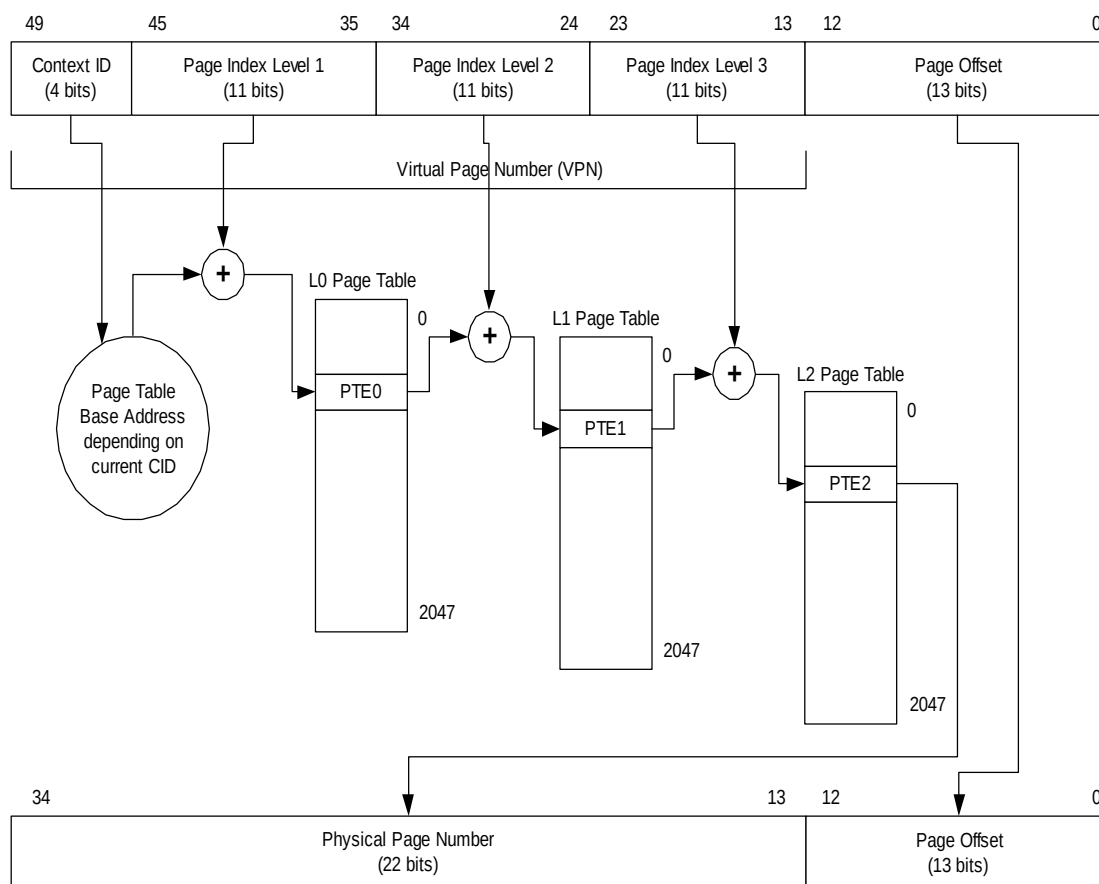 49 45 35 34 24 23 13 12 0
Context ID
(4 bits)
Page Index Level 1
(11 bits)
Page Index Level 2
(11 bits)
Page Index Level 3
(11 bits)
Page Offset
(13 bits)
Virtual Page Number (VPN)
+
L0 Page Table
0
PTE0
2047
+
L1 Page Table
0
PTE1
2047
+
L2 Page Table
0
PTE2
2047
Page Table
Base Address
depending on
current CID
34 13 12 0
Physical Page Number
(22 bits)
Page Offset
(13 bits)